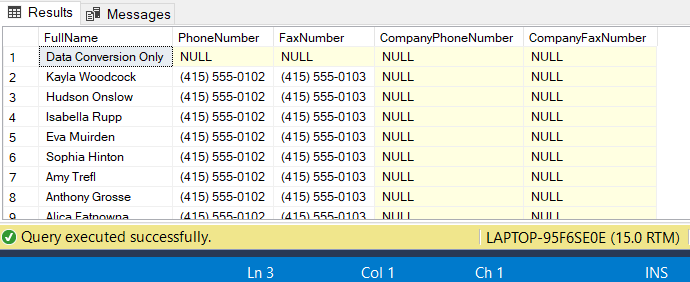 Results Messages
FullName PhoneNumber FaxNumber CompanyPhoneNumber CompanyFaxNumber
1 Data Conversion Only NULL NULL NULL NULL
2 Kayla Woodcock (415) 555-0102 (415) 555-0103 NULL NULL
3 Hudson Onslow (415) 555-0102 (415) 555-0103 NULL NULL
4 Isabella Rupp (415) 555-0102 (415) 555-0103 NULL NULL
5 Eva Muirden (415) 555-0102 (415) 555-0103 NULL NULL
6 Sophia Hinton (415) 555-0102 (415) 555-0103 NULL NULL
7 Amy Trefl (415) 555-0102 (415) 555-0103 NULL NULL
8 Anthony Grosse (415) 555-0102 (415) 555-0103 NULL NULL
9 Alica Fatnowna (415) 555-0102 (415) 555-0103 NULL NULL
Query executed successfully. LAPTOP-95F6SE0E (15.0 RTM)
Ln 3 Col 1 Ch 1 INS